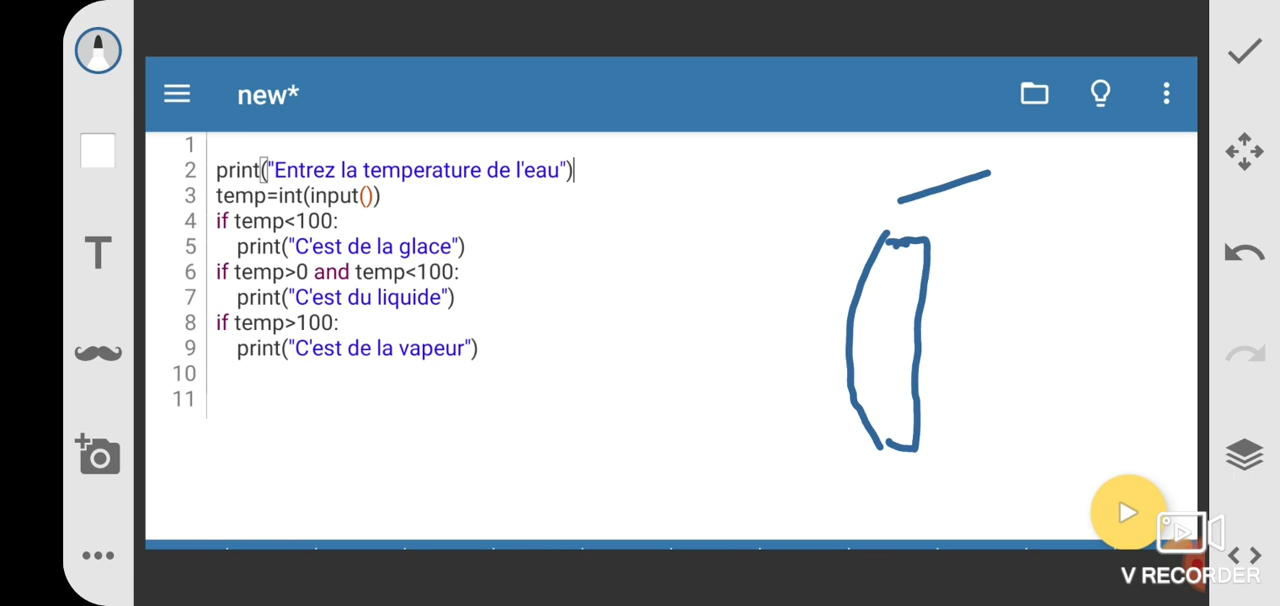 new*
1
2 print("Entrez la temperature de l'eau")
3 temp=int(input())
4 if temp<100:
5 print("C'est de la glace")
6 if temp>0 and temp<100:
7 print("C'est du liquide")
8 if temp>100:
9 print("C'est de la vapeur")
10
11
T
V RECORDER